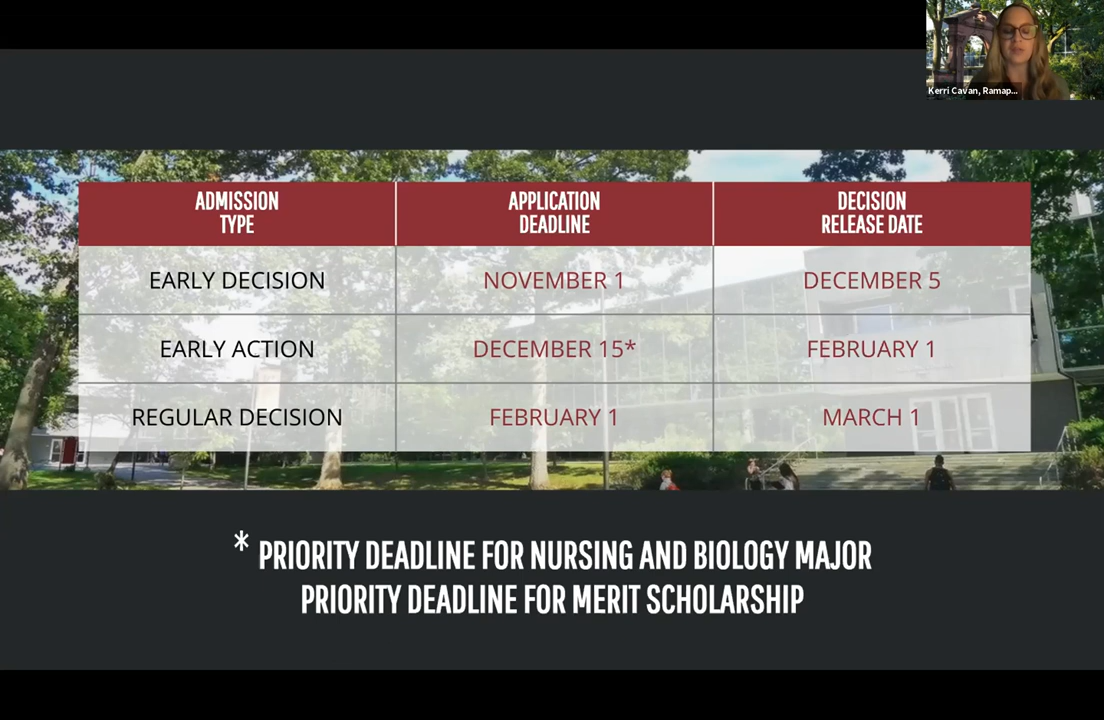 Kerri Cavan, Ramap...
ADMISSION
TYPE
APPLICATION
DEADLINE
DECISION
RELEASE DATE
EARLY DECISION
NOVEMBER 1
DECEMBER 5
EARLY ACTION
DECEMBER 15*
FEBRUARY 1
REGULAR DECISION
FEBRUARY 1
MARCH 1
* PRIORITY DEADLINE FOR NURSING AND BIOLOGY MAJOR
PRIORITY DEADLINE FOR MERIT SCHOLARSHIP